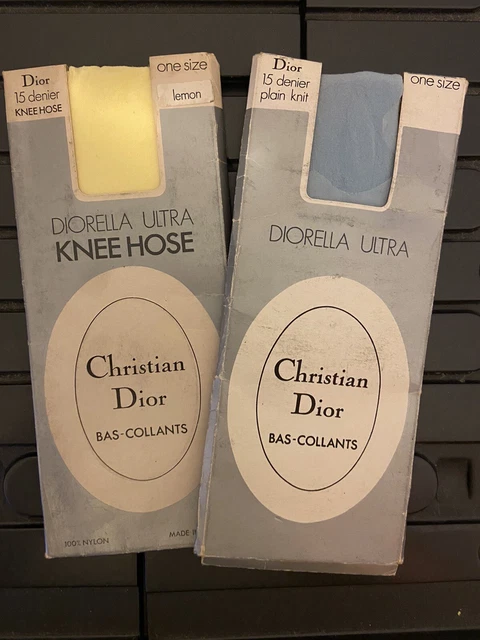 Dior
15 denier
KNEE HOSE
one size
lemon
DIORELLA ULTRA
KNEE HOSE
Christian
Dior
BAS-COLLANTS
100% NYLON
MADE
Dior
15 denier
plain knit
one size
DIORELLA ULTRA
Christian
Dior
BAS-COLLANTS